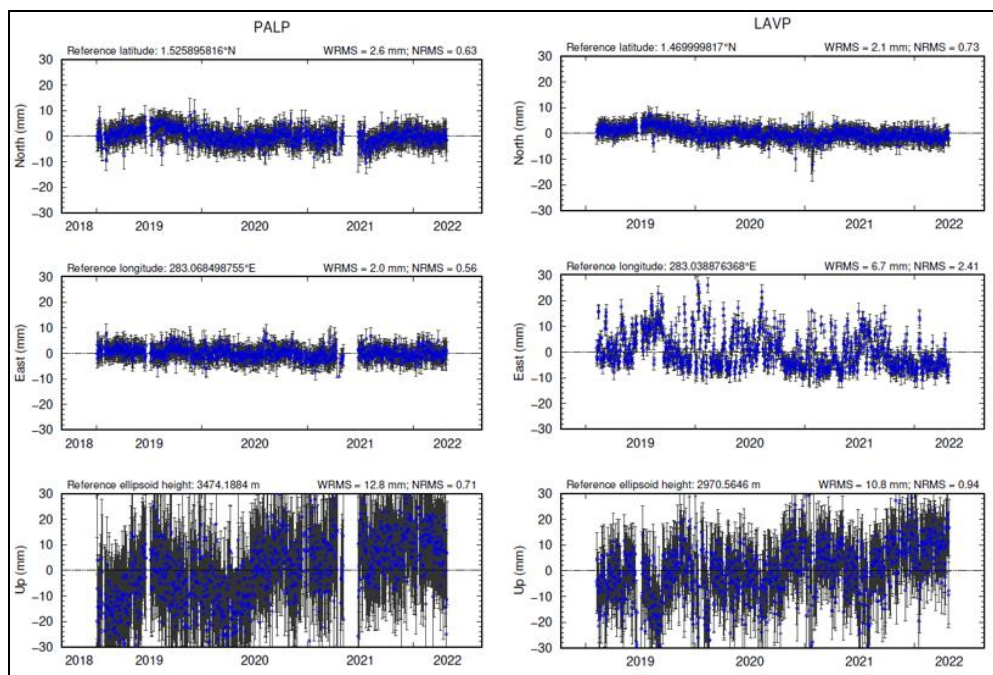 PALP
LAVP
Reference latitude: 1.525895816°N WRMS = 2.6 mm; NRMS = 0.63
North (mm)
30
20
10
0
−10
−20
−30
2018 2019 2020 2021 2022
Reference latitude: 1.469999817°N WRMS = 2.1 mm; NRMS = 0.73
North (mm)
30
20
10
0
−10
−20
−30
2019 2020 2021 2022
Reference longitude: 283.068498755°E WRMS = 2.0 mm; NRMS = 0.56
East (mm)
30
20
10
0
−10
−20
−30
2018 2019 2020 2021 2022
Reference longitude: 283.038876368°E WRMS = 6.7 mm; NRMS = 2.41
East (mm)
30
20
10
0
−10
−20
−30
2019 2020 2021 2022
Reference ellipsoid height: 3474.1884 m WRMS = 12.8 mm; NRMS = 0.71
Up (mm)
30
20
10
0
−10
−20
−30
2018 2019 2020 2021 2022
Reference ellipsoid height: 2970.5646 m WRMS = 10.8 mm; NRMS = 0.94
Up (mm)
30
20
10
0
−10
−20
−30
2019 2020 2021 2022